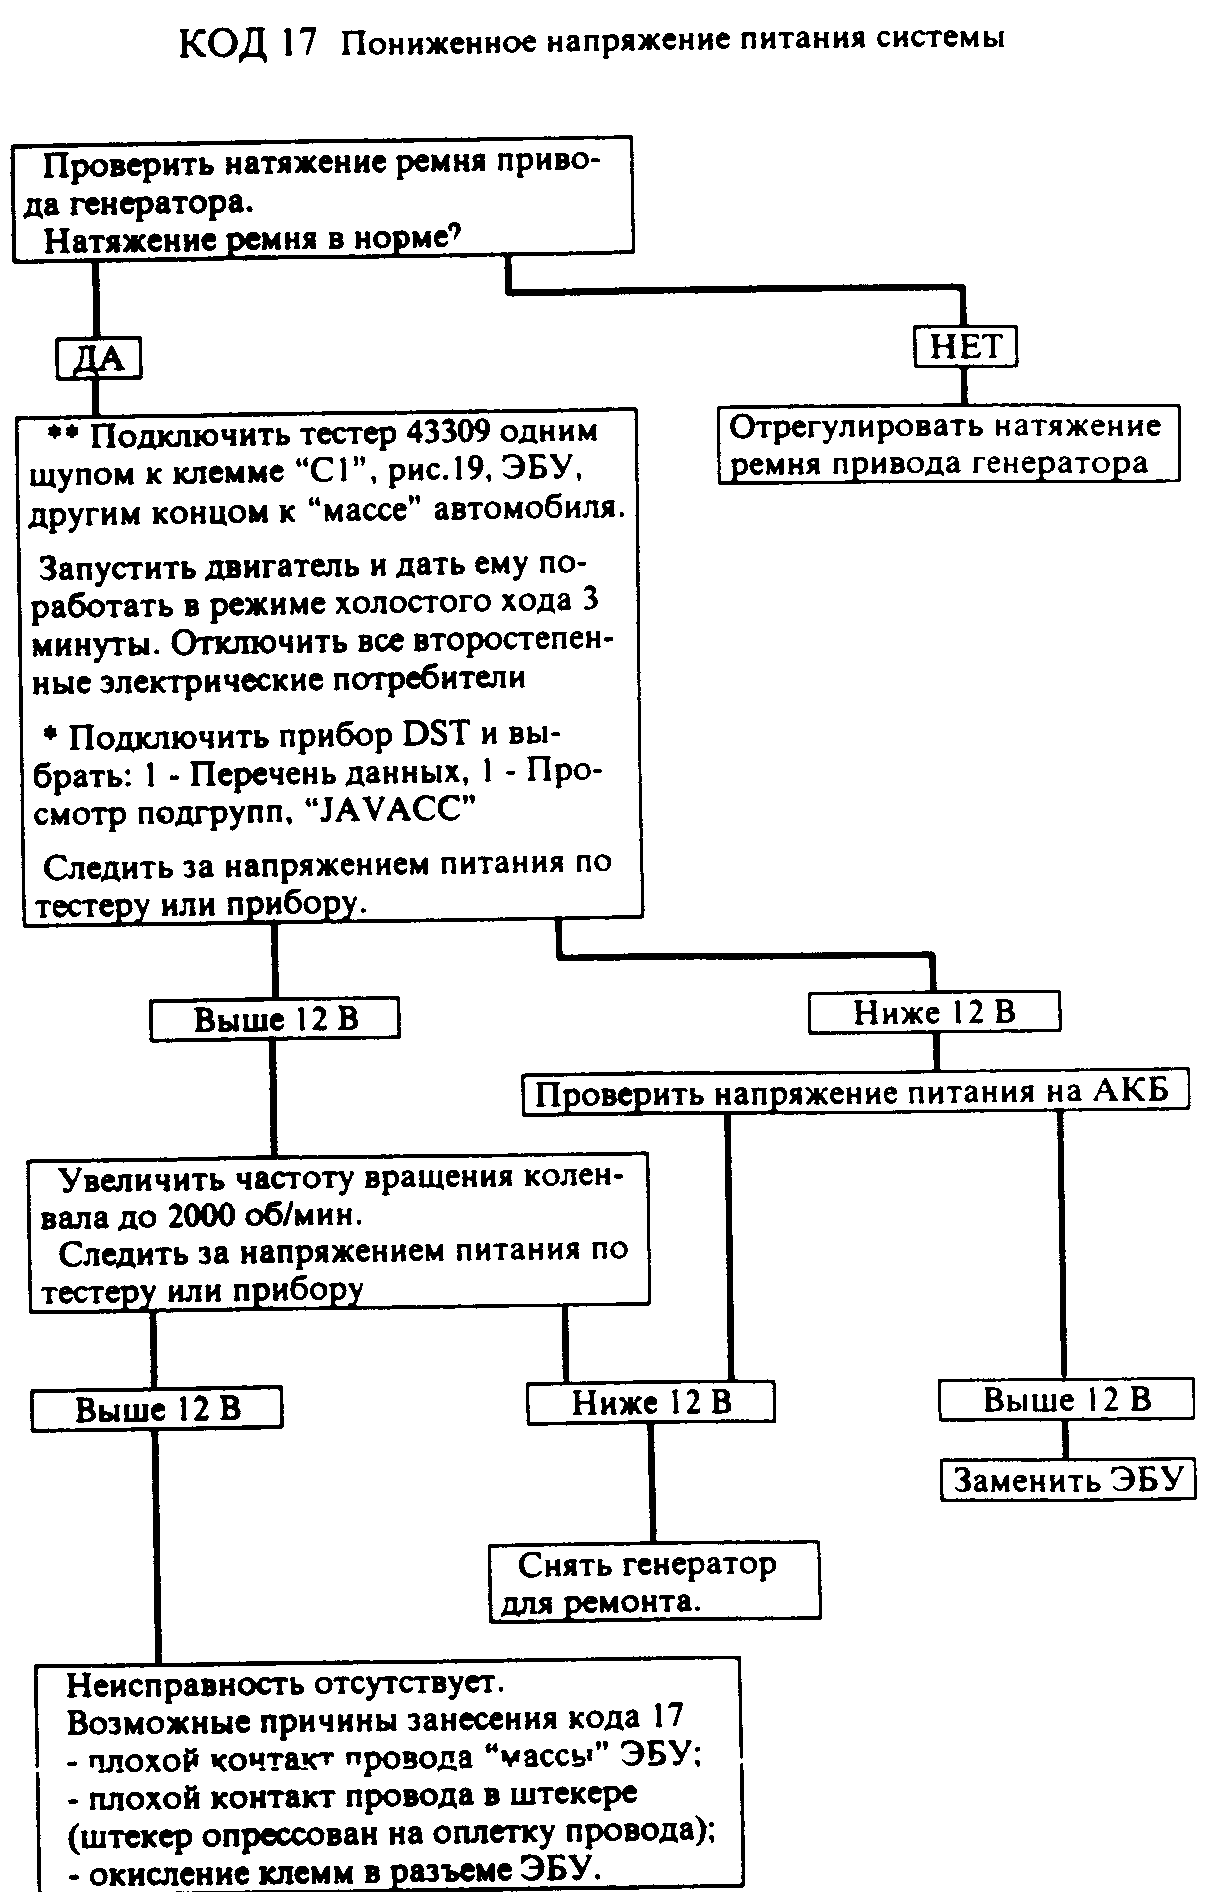 КОД 17 Пониженное напряжение питания системы
Проверить натяжение ремня приво-
да генератора.
Натяжение ремня в норме?
ДА
НЕТ
** Подключить тестер 43309 одним
щупом к клемме “C1”, рис.19, ЭБУ,
другим концом к “массе” автомобиля.
Запустить двигатель и дать ему по-
работать в режиме холостого хода 3
минуты. Отключить все второстепен-
ные электрические потребители
* Подключить прибор DST и вы-
брать: 1 - Перечень данных, 1 - Про-
смотр подгрупп, “JAVACC”
Следить за напряжением питания по
тестеру или прибору.
Отрегулировать натяжение
ремня привода генератора
Выше 12 В
Ниже 12 В
Проверить напряжение питания на АКБ
Увеличить частоту вращения колен-
вала до 2000 об/мин.
Следить за напряжением питания по
тестеру или прибору
Выше 12 В
Ниже 12 В
Выше 12 В
Заменить ЭБУ
Снять генератор
для ремонта.
Неисправность отсутствует.
Возможные причины занесения кода 17
- плохой контакт провода “массы” ЭБУ;
- плохой контакт провода в штекере
(штекер опрессован на оплетку провода);
- окисление клемм в разъеме ЭБУ.